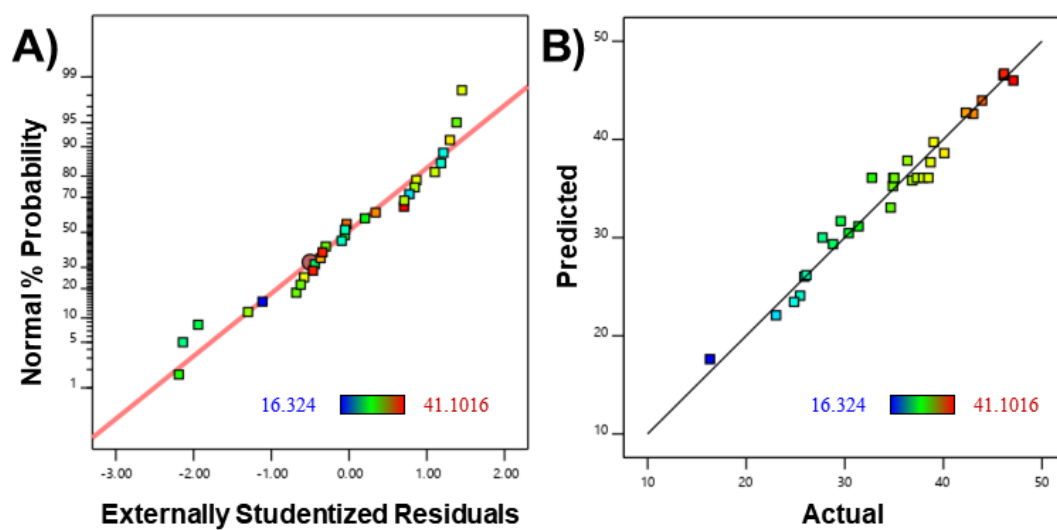 A)
Normal % Probability
99
95
90
80
70
50
30
20
10
5
1
16.324 41.1016
-3.00 -2.00 -1.00 0.00 1.00 2.00
Externally Studentized Residuals
B)
Predicted
50
40
30
20
10
16.324 41.1016
10 20 30 40 50
Actual